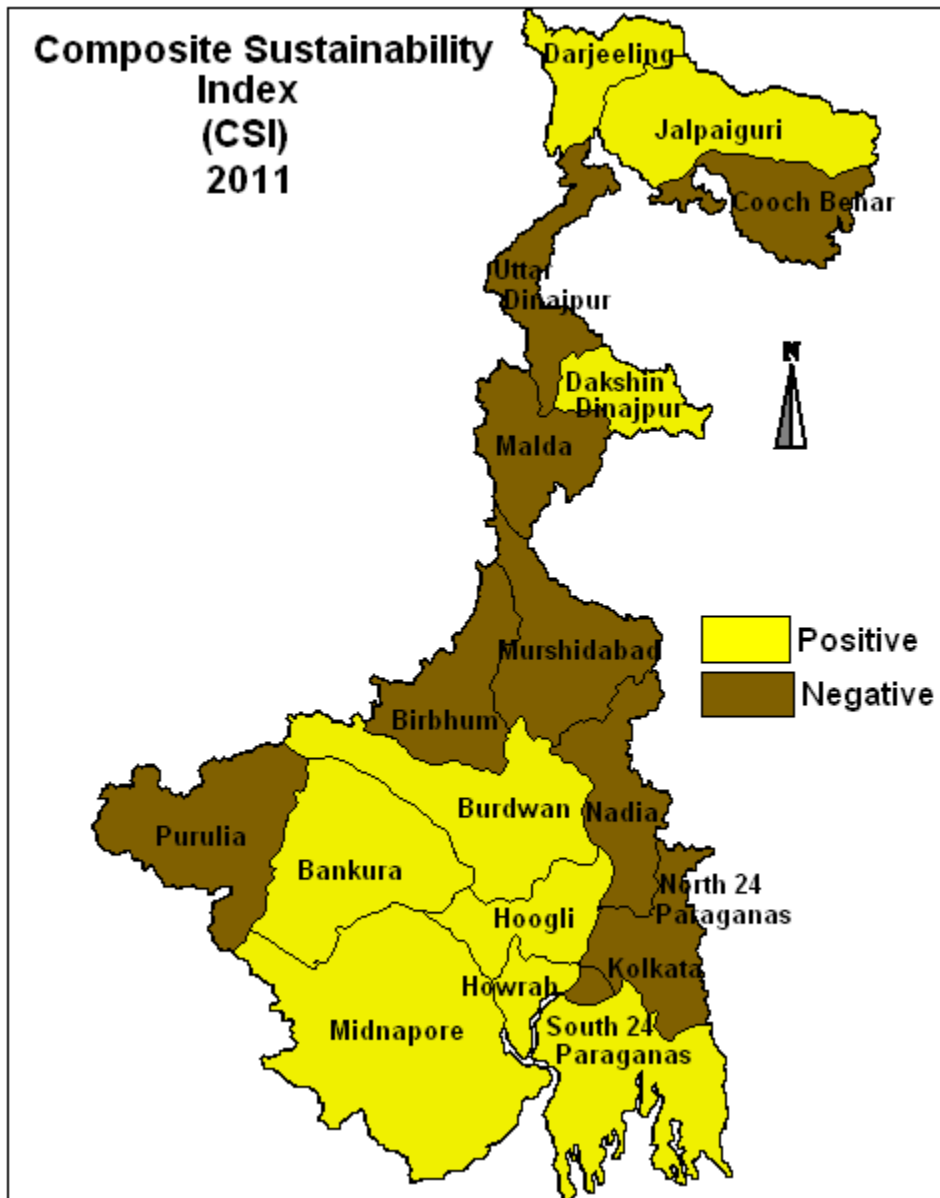 Composite Sustainability
Index
(CSI)
2011
Darjeeling
Jalpaiguri
Cooch Behar
Uttar
Dinajpur
N
Dakshin
Dinajpur
Malda
Murshidabad
Positive
Negative
Birbhum
Burdwan
Nadia
Purulia
Bankura
North 24
Paraganas
Hoogli
Kolkata
Howrah
Midnapore
South 24
Paraganas